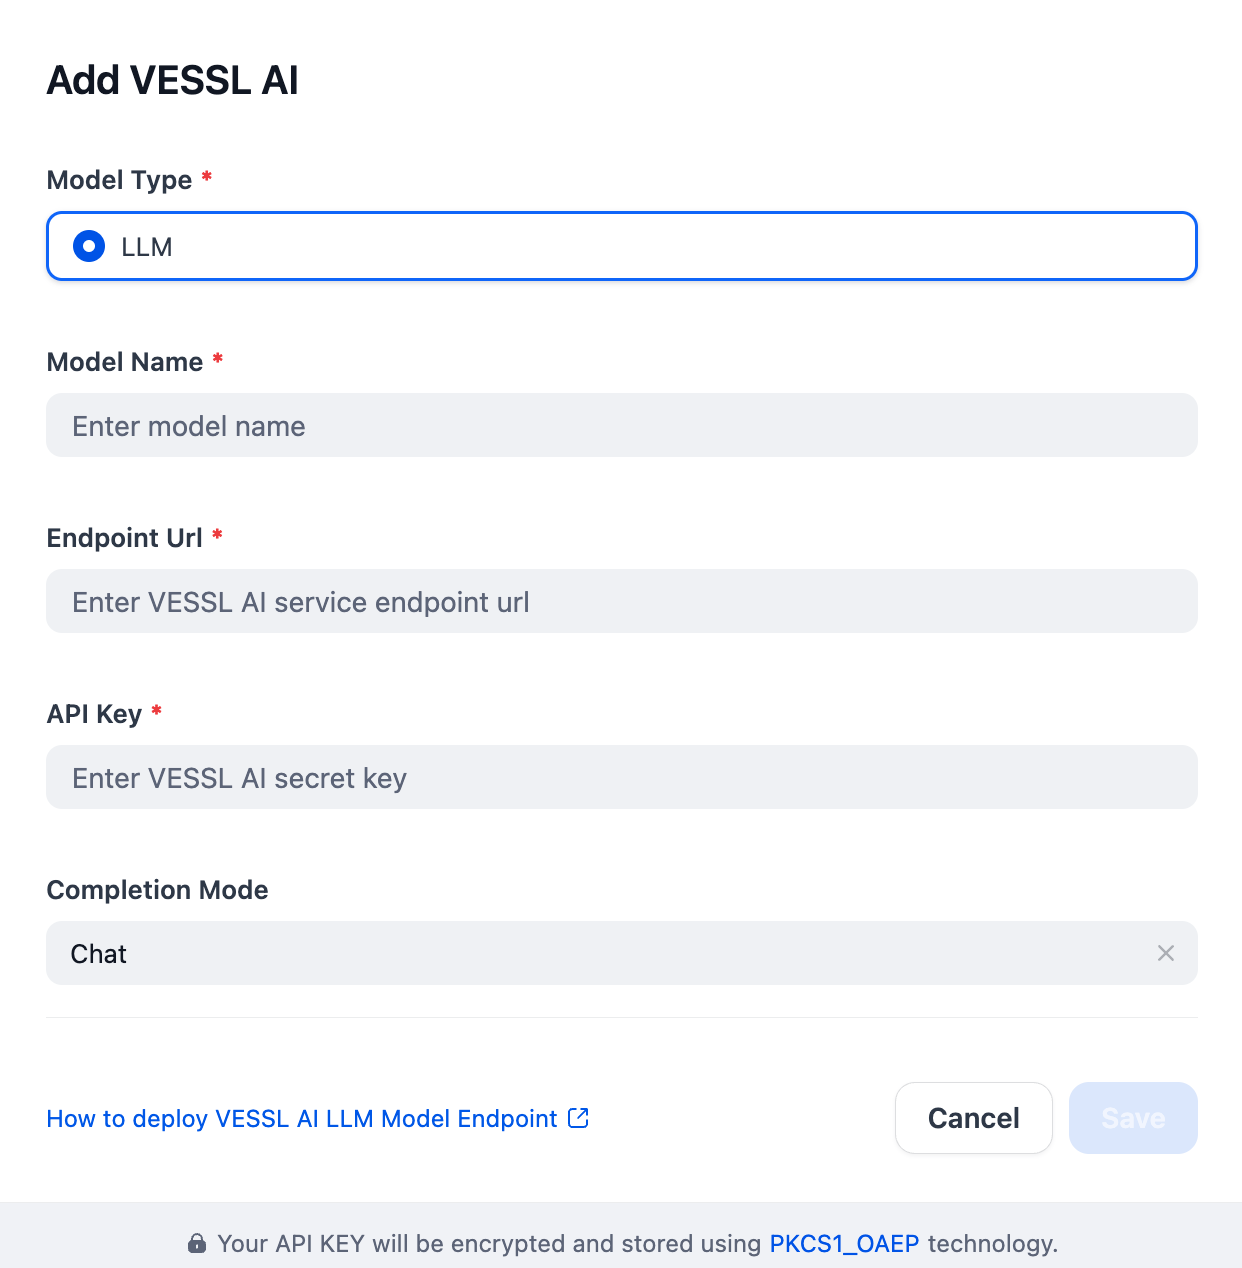 Add VESSL AI
Model Type *
LLM
Model Name *
Enter model name
Endpoint Url *
Enter VESSL AI service endpoint url
API Key *
Enter VESSL AI secret key
Completion Mode
Chat
How to deploy VESSL AI LLM Model Endpoint
Cancel
Save
Your API KEY will be encrypted and stored using PKCS1_OAEP technology.